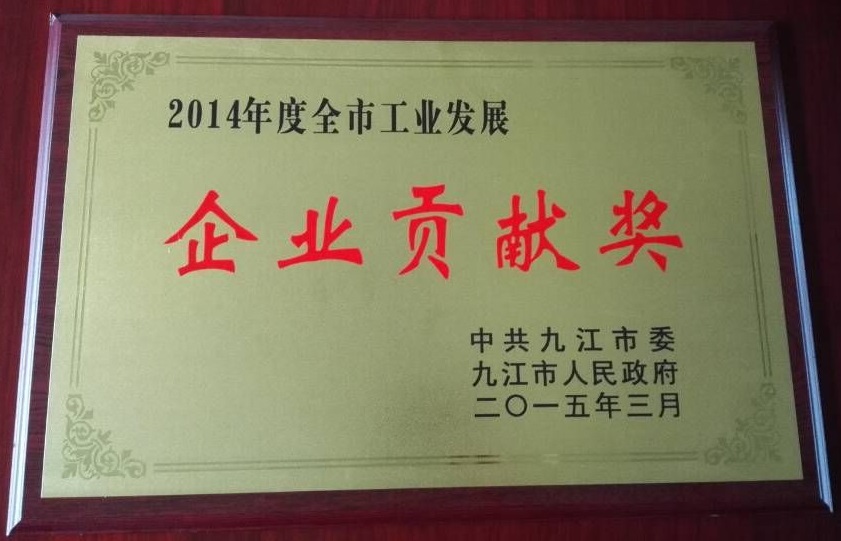 2014年度全市工业发展
企业贡献奖
中共九江市委
九江市人民政府
二〇一五年三月